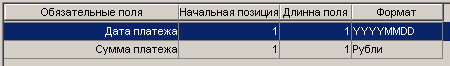 Обязательные поля Начальная позиция Длинна поля Формат
Дата платежа 1 1 YYYYMMDD
Сумма платежа 1 1 Рубли